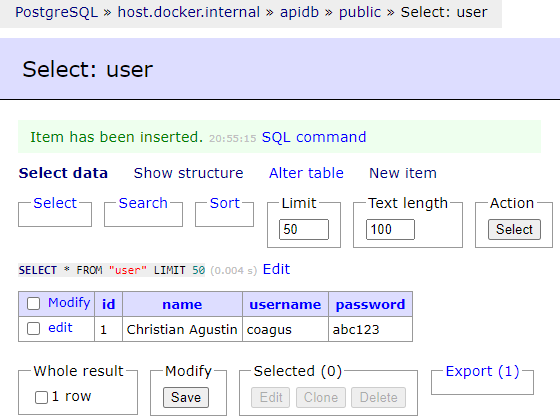 PostgreSQL » host.docker.internal » apidb » public » Select: user
Select: user
Item has been inserted. 20:55:15 SQL command
Select data Show structure Alter table New item
Select Search Sort Limit Text length Action
50 100 Select
SELECT * FROM "user" LIMIT 50 (0.004 s) Edit
Modify id name username password
edit 1 Christian Agustin coagus abc123
Whole result Modify Selected (0) Export (1)
1 row Save Edit Clone Delete